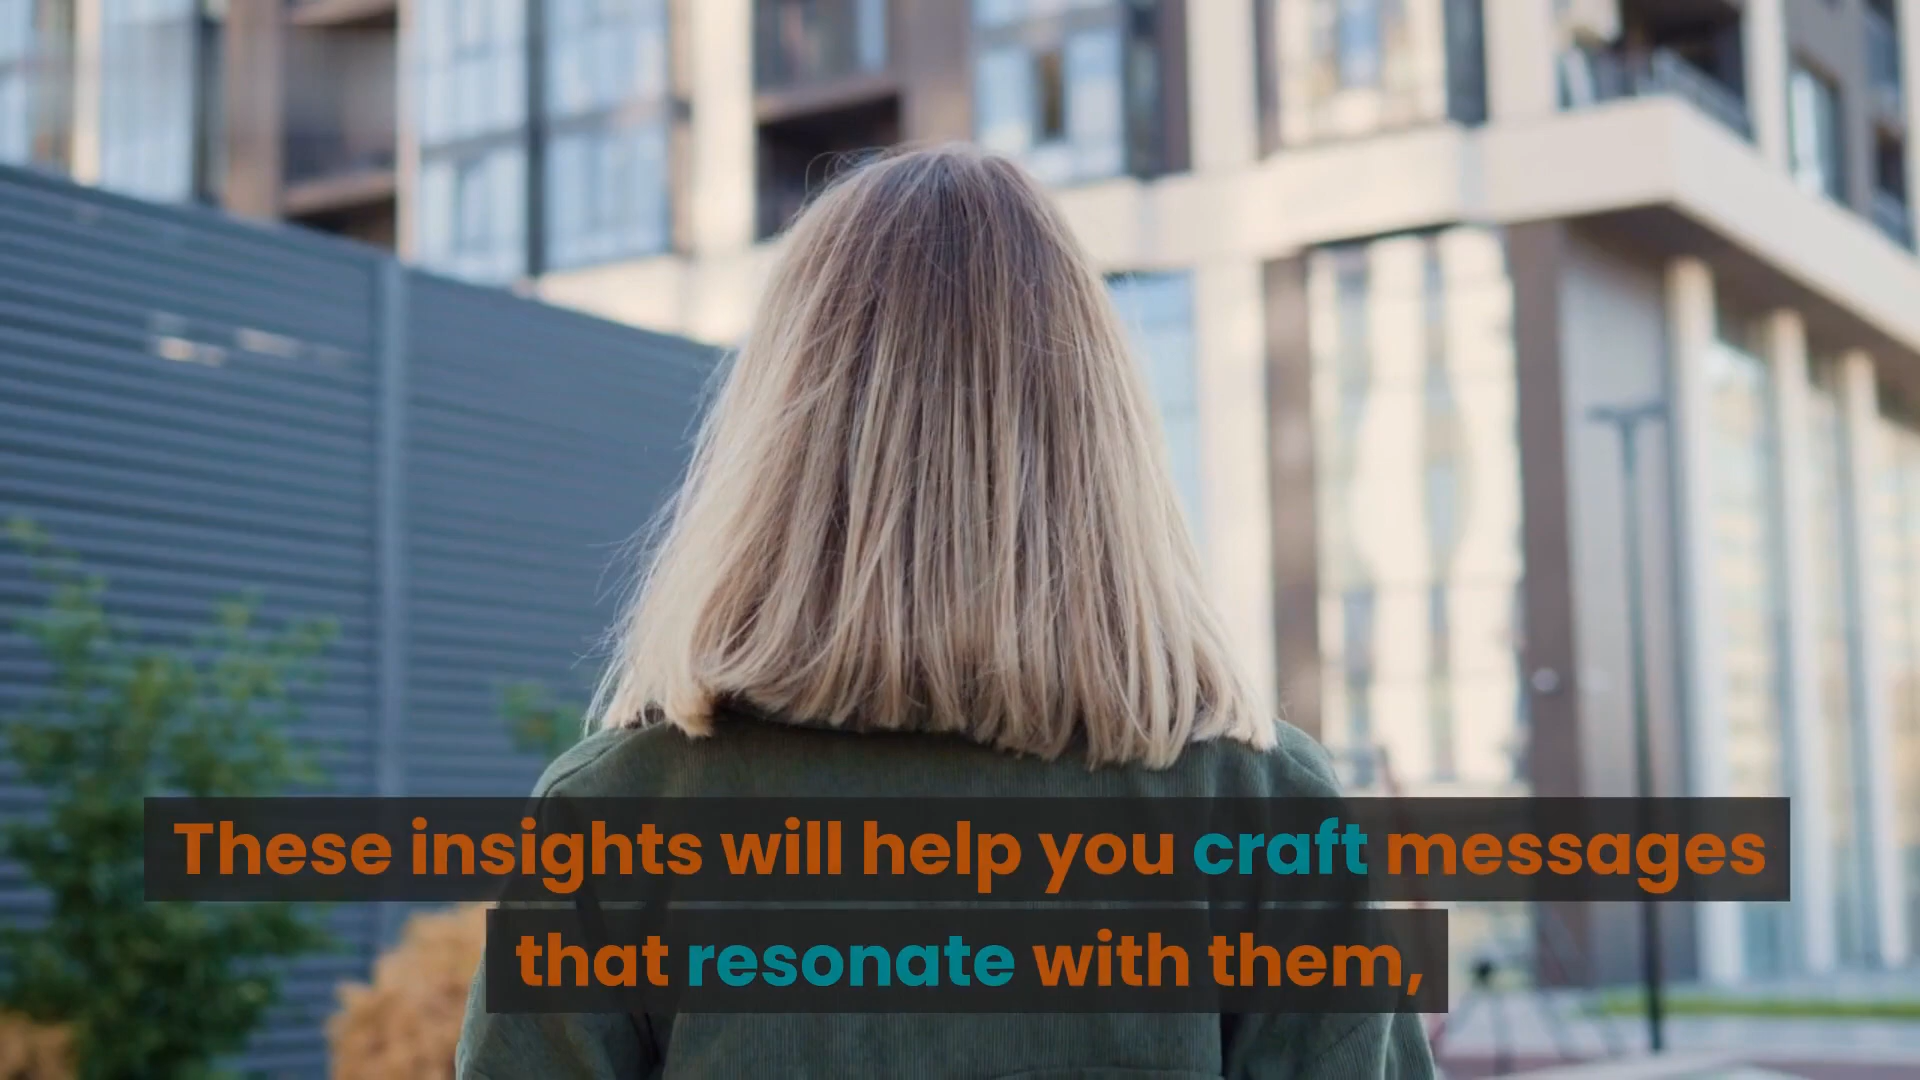 These insights will help you craft messages
that resonate with them,